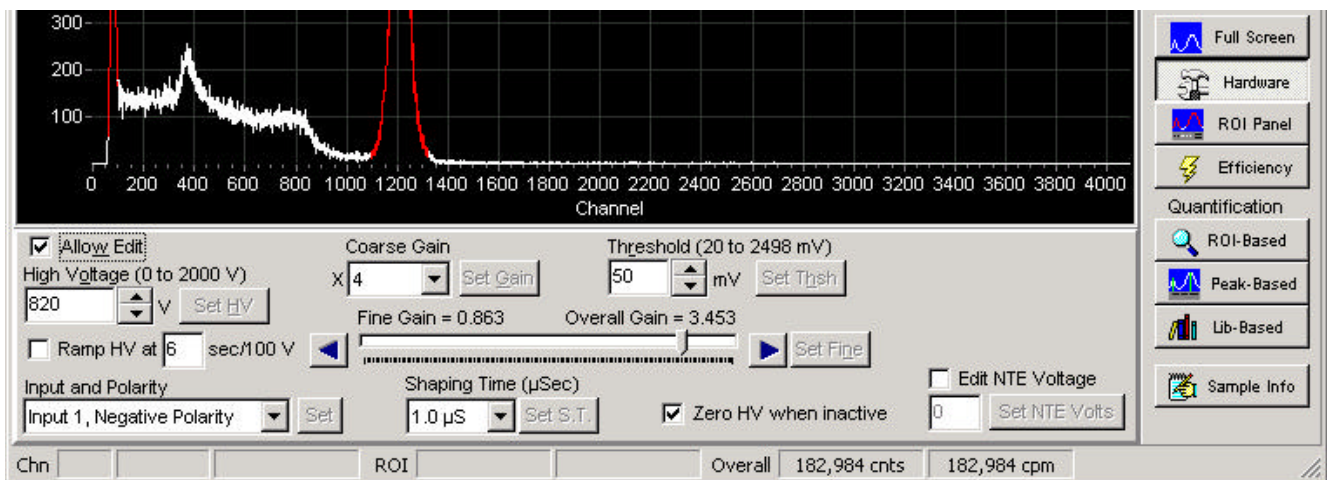 300
200
100
0 200 400 600 800 1000 1200 1400 1600 1800 2000 2200 2400 2600 2800 3000 3200 3400 3600 3800 4000
Channel
Full Screen
Hardware
ROI Panel
Efficiency
Quantification
ROI-Based
Peak-Based
Lib-Based
Sample Info
Allow Edit
High Voltage (0 to 2000 V)
820 V Set HV
Ramp HV at 6 sec/100 V
Input and Polarity
Input 1, Negative Polarity Set
Coarse Gain
X 4 Set Gain
Threshold (20 to 2498 mV)
50 mV Set Thsh
Fine Gain = 0.863 Overall Gain = 3.453
Set Fine
Shaping Time (µSec)
1.0 µS Set S.T.
Zero HV when inactive
Edit NTE Voltage
0 Set NTE Volts
Chn ROI Overall 182,984 cnts 182,984 cpm